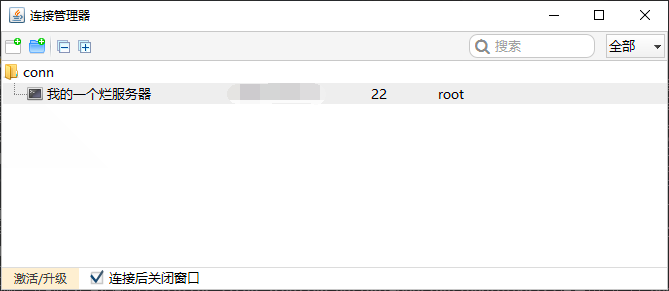 连接管理器
搜索 全部
conn
我的一个烂服务器 22 root
激活/升级 连接后关闭窗口